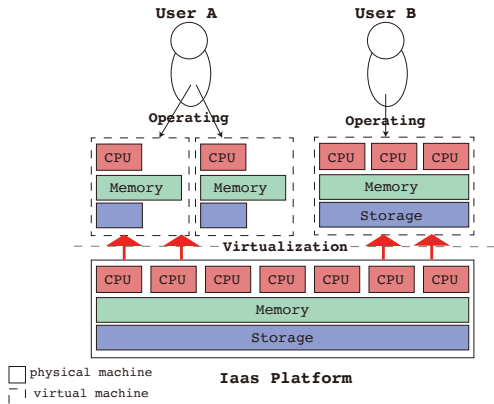 User A User B
Operating Operating
CPU CPU CPU CPU CPU
Memory Memory Memory
Storage
Virtualization
CPU CPU CPU CPU CPU CPU CPU
Memory
Storage
Iaas Platform
physical machine
virtual machine